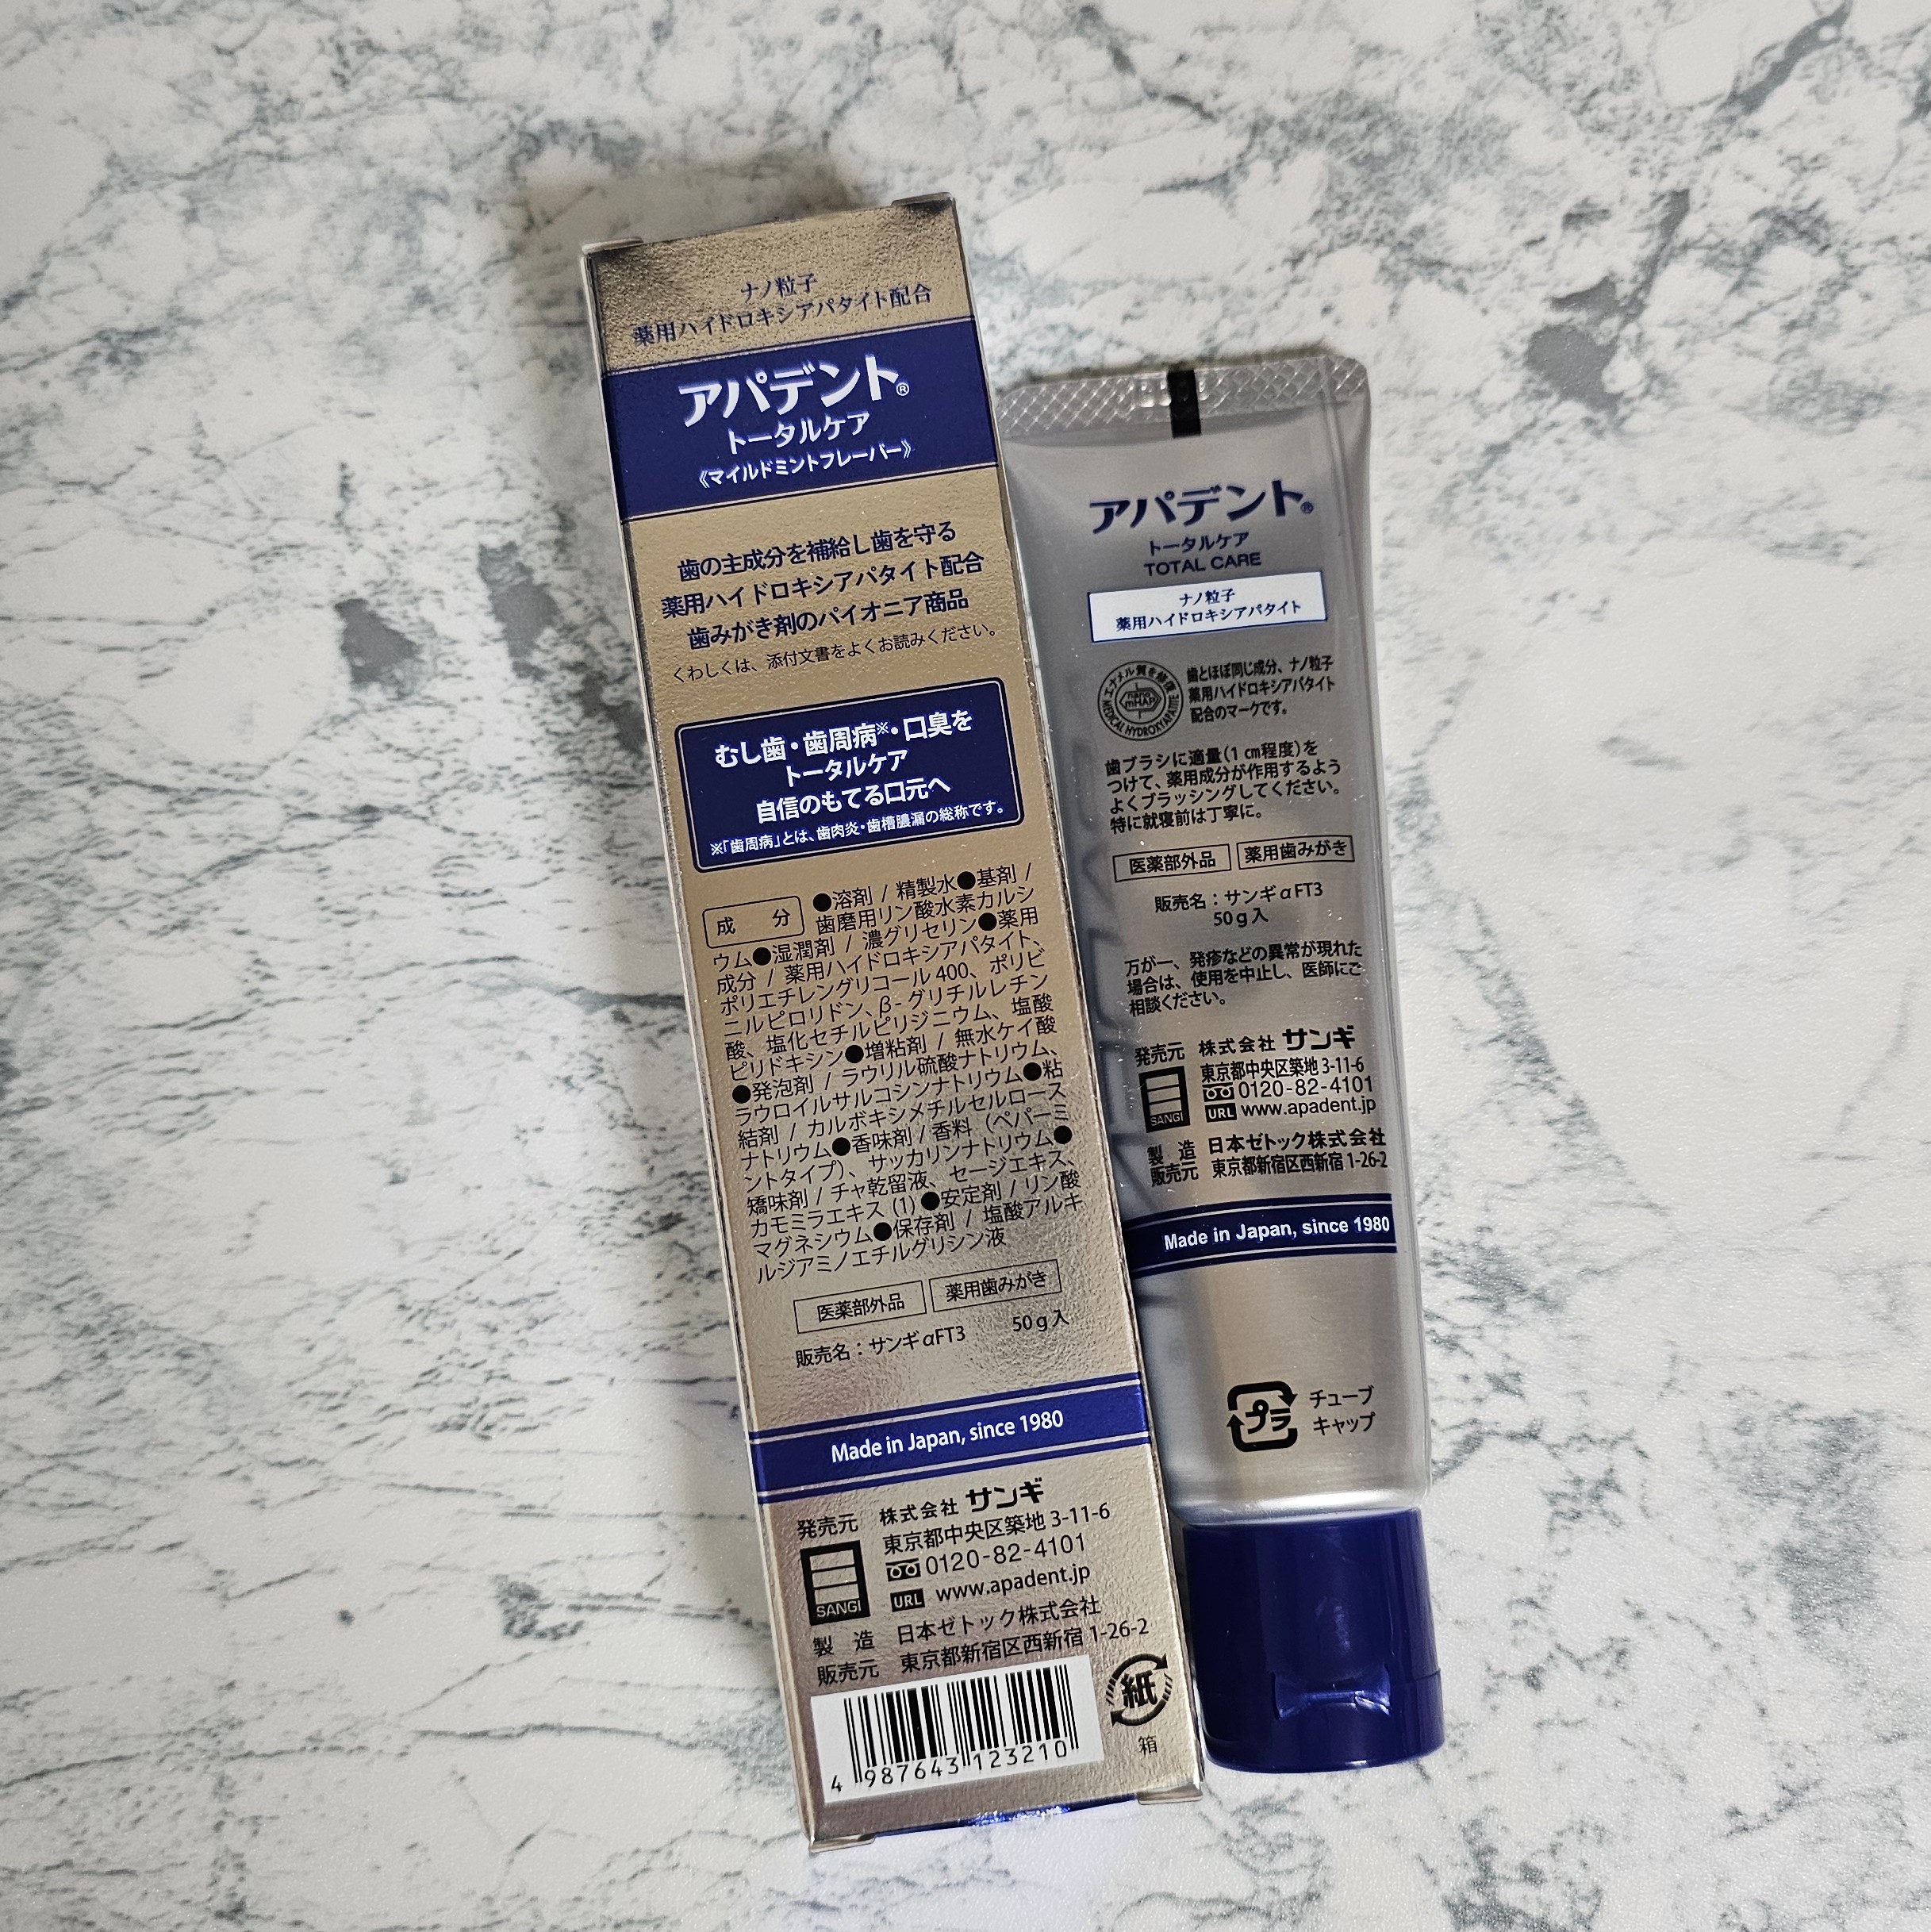 ナノ粒子
薬用ハイドロキシアパタイト配合
アパデント®
トータルケア
《マイルドミントフレーバー》
歯の主成分を補給し歯を守る
薬用ハイドロキシアパタイト配合
歯みがき剤のパイオニア商品
くわしくは、添付文書をよくお読みください。
むし歯・歯周病※・口臭を
トータルケア
自信のもてる口元へ
※「歯周病」とは、歯肉炎・歯槽膿漏の総称です。
成 分
●溶剤 / 精製水●基剤 /
歯磨用リン酸水素カルシ
ウム●湿潤剤 / 濃グリセリン●薬用
成分 / 薬用ハイドロキシアパタイト、
ポリエチレングリコール 400、ポリビ
ニルピロリドン、β- グリチルレチン
酸、塩化セチルピリジニウム、塩酸
ピリドキシン●増粘剤 / 無水ケイ酸
●発泡剤 / ラウリル硫酸ナトリウム、
ラウロイルサルコシンナトリウム●粘
結剤 / カルボキシメチルセルロース
ナトリウム●香味剤 / 香料（ペパーミ
ントタイプ）、サッカリンナトリウム●
矯味剤 / チャ乾留液、セージエキス、
カモミラエキス (1) ●安定剤 / リン酸
マグネシウム●保存剤 / 塩酸アルキ
ルジアミノエチルグリシン液
医薬部外品 薬用歯みがき
販売名：サンギαFT3 50g入
Made in Japan, since 1980
発売元 株式会社 サンギ
東京都中央区築地 3-11-6
0120-82-4101
SANGI
URL www.apadent.jp
製 造 日本ゼトック株式会社
販売元 東京都新宿区西新宿 1-26-2
紙
箱
4 987643 123210
アパデント®
トータルケア
TOTAL CARE
ナノ粒子
薬用ハイドロキシアパタイト
エナメル質を修復
nano
mHAP
MEDICAL HYDROXYAPATITE
歯とほぼ同じ成分、ナノ粒子
薬用ハイドロキシアパタイト
配合のマークです。
歯ブラシに適量（1㎝程度）を
つけて、薬用成分が作用するよう
よくブラッシングしてください。
特に就寝前は丁寧に。
医薬部外品 薬用歯みがき
販売名：サンギαFT3
50g入
万が一、発疹などの異常が現れた
場合は、使用を中止し、医師にご
相談ください。
発売元 株式会社 サンギ
東京都中央区築地 3-11-6
0120-82-4101
SANGI
URL www.apadent.jp
製 造 日本ゼトック株式会社
販売元 東京都新宿区西新宿 1-26-2
Made in Japan, since 1980
プラ
チューブ
キャップ